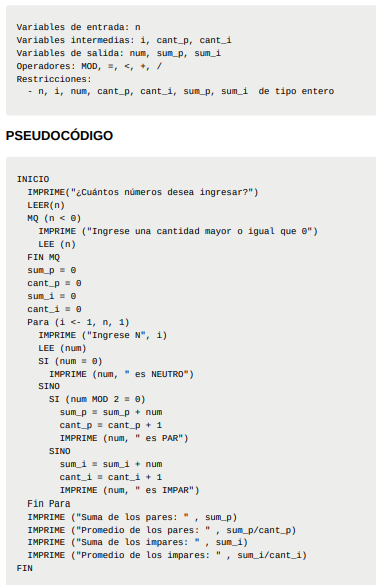 Variables de entrada: n
Variables intermedias: i, cant_p, cant_i
Variables de salida: num, sum_p, sum_i
Operadores: MOD, =, <, +, /
Restricciones:
  - n, i, num, cant_p, cant_i, sum_p, sum_i  de tipo entero
PSEUDOCÓDIGO
INICIO
  IMPRIME("¿Cuántos números desea ingresar?")
  LEER(n)
  MQ (n < 0)
    IMPRIME ("Ingrese una cantidad mayor o igual que 0")
    LEE (n)
  FIN MQ
  sum_p = 0
  cant_p = 0
  sum_i = 0
  cant_i = 0
  Para (i <- 1, n, 1)
    IMPRIME ("Ingrese N", i)
    LEE (num)
    SI (num = 0)
      IMPRIME (num, " es NEUTRO")
    SINO
      SI (num MOD 2 = 0)
        sum_p = sum_p + num
        cant_p = cant_p + 1
        IMPRIME (num, " es PAR")
      SINO
        sum_i = sum_i + num
        cant_i = cant_i + 1
        IMPRIME (num, " es IMPAR")
  Fin Para
  IMPRIME ("Suma de los pares: " , sum_p)
  IMPRIME ("Promedio de los pares: " , sum_p/cant_p)
  IMPRIME ("Suma de los impares: " , sum_i)
  IMPRIME ("Promedio de los impares: " , sum_i/cant_i)
FIN